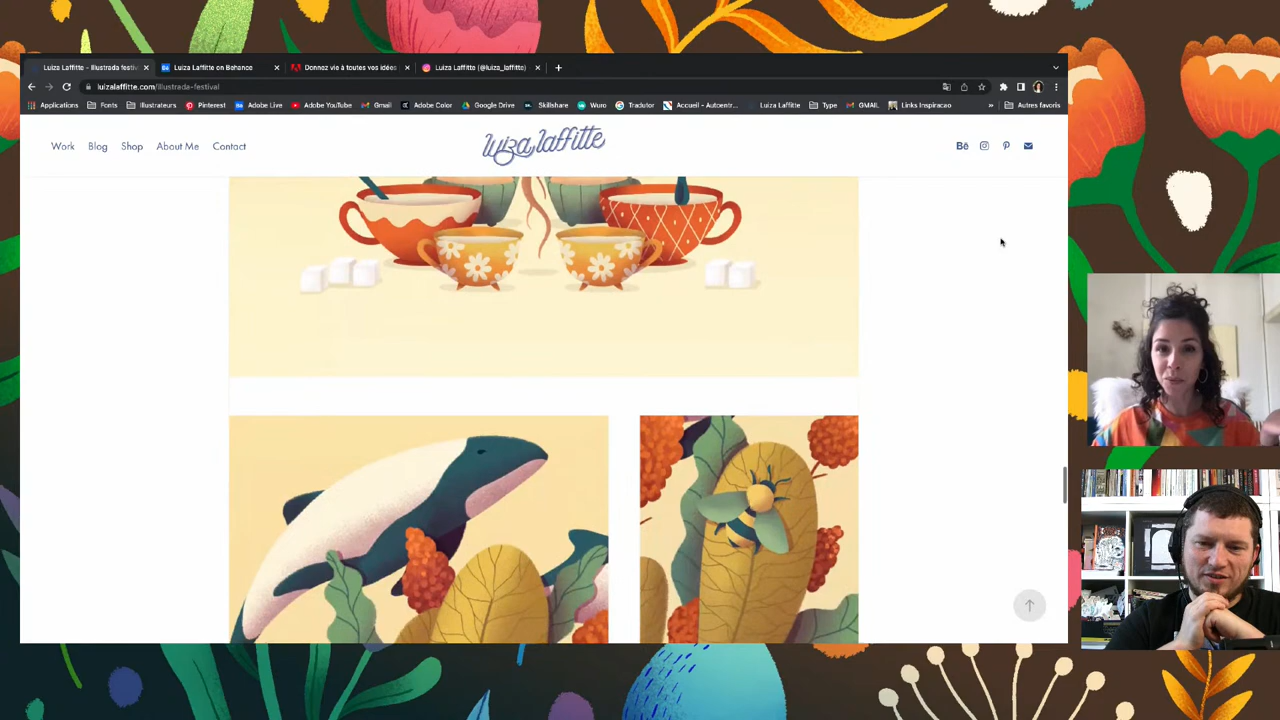 Luiza Laffitte - Illustrada festiv
Luiza Laffitte on Behance
Donnez vie à toutes vos idées
Luiza Laffitte (@luiza_laffitte)
luizalaffitte.com/illustrada-festival
Applications Fonts Illustrateurs Pinterest Adobe Live Adobe YouTube Gmail Adobe Color Google Drive Skillshare Wuro Tradutor Accueil - Autoentr... Luiza Laffitte Type GMAIL Links Inspiracao » Autres favoris
Work Blog Shop About Me Contact
luiza laffitte
Bē